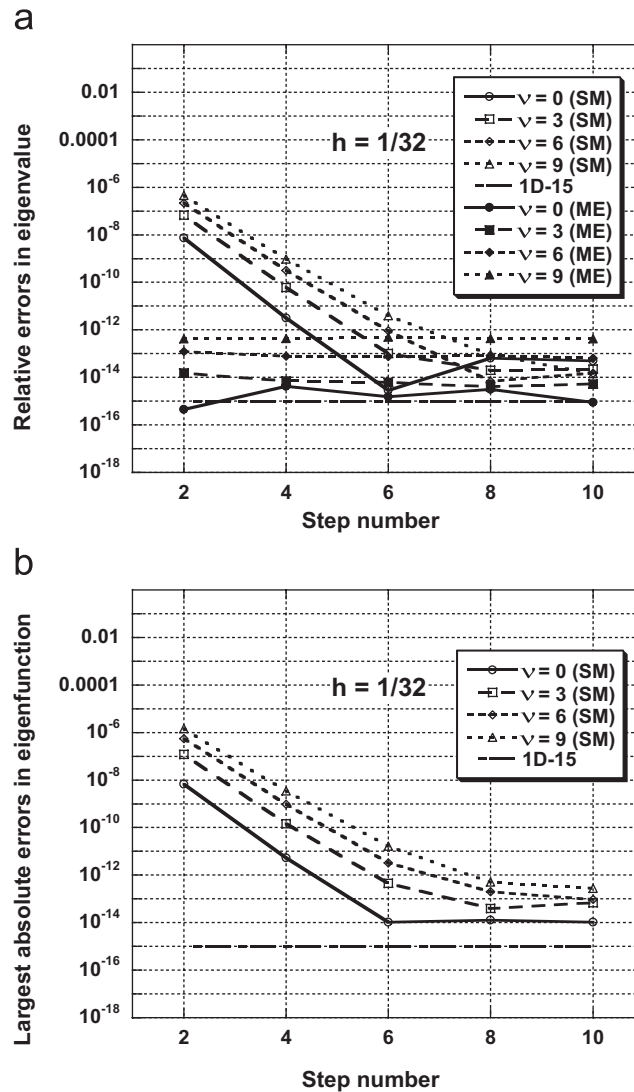 a
0.01
0.0001
10-6
10-8
10-10
10-12
10-14
10-16
10-18
Relative errors in eigenvalue
h = 1/32
ν = 0 (SM)
ν = 3 (SM)
ν = 6 (SM)
ν = 9 (SM)
1D-15
ν = 0 (ME)
ν = 3 (ME)
ν = 6 (ME)
ν = 9 (ME)
2 4 6 8 10
Step number
b
0.01
0.0001
10-6
10-8
10-10
10-12
10-14
10-16
10-18
Largest absolute errors in eigenfunction
h = 1/32
ν = 0 (SM)
ν = 3 (SM)
ν = 6 (SM)
ν = 9 (SM)
1D-15
2 4 6 8 10
Step number